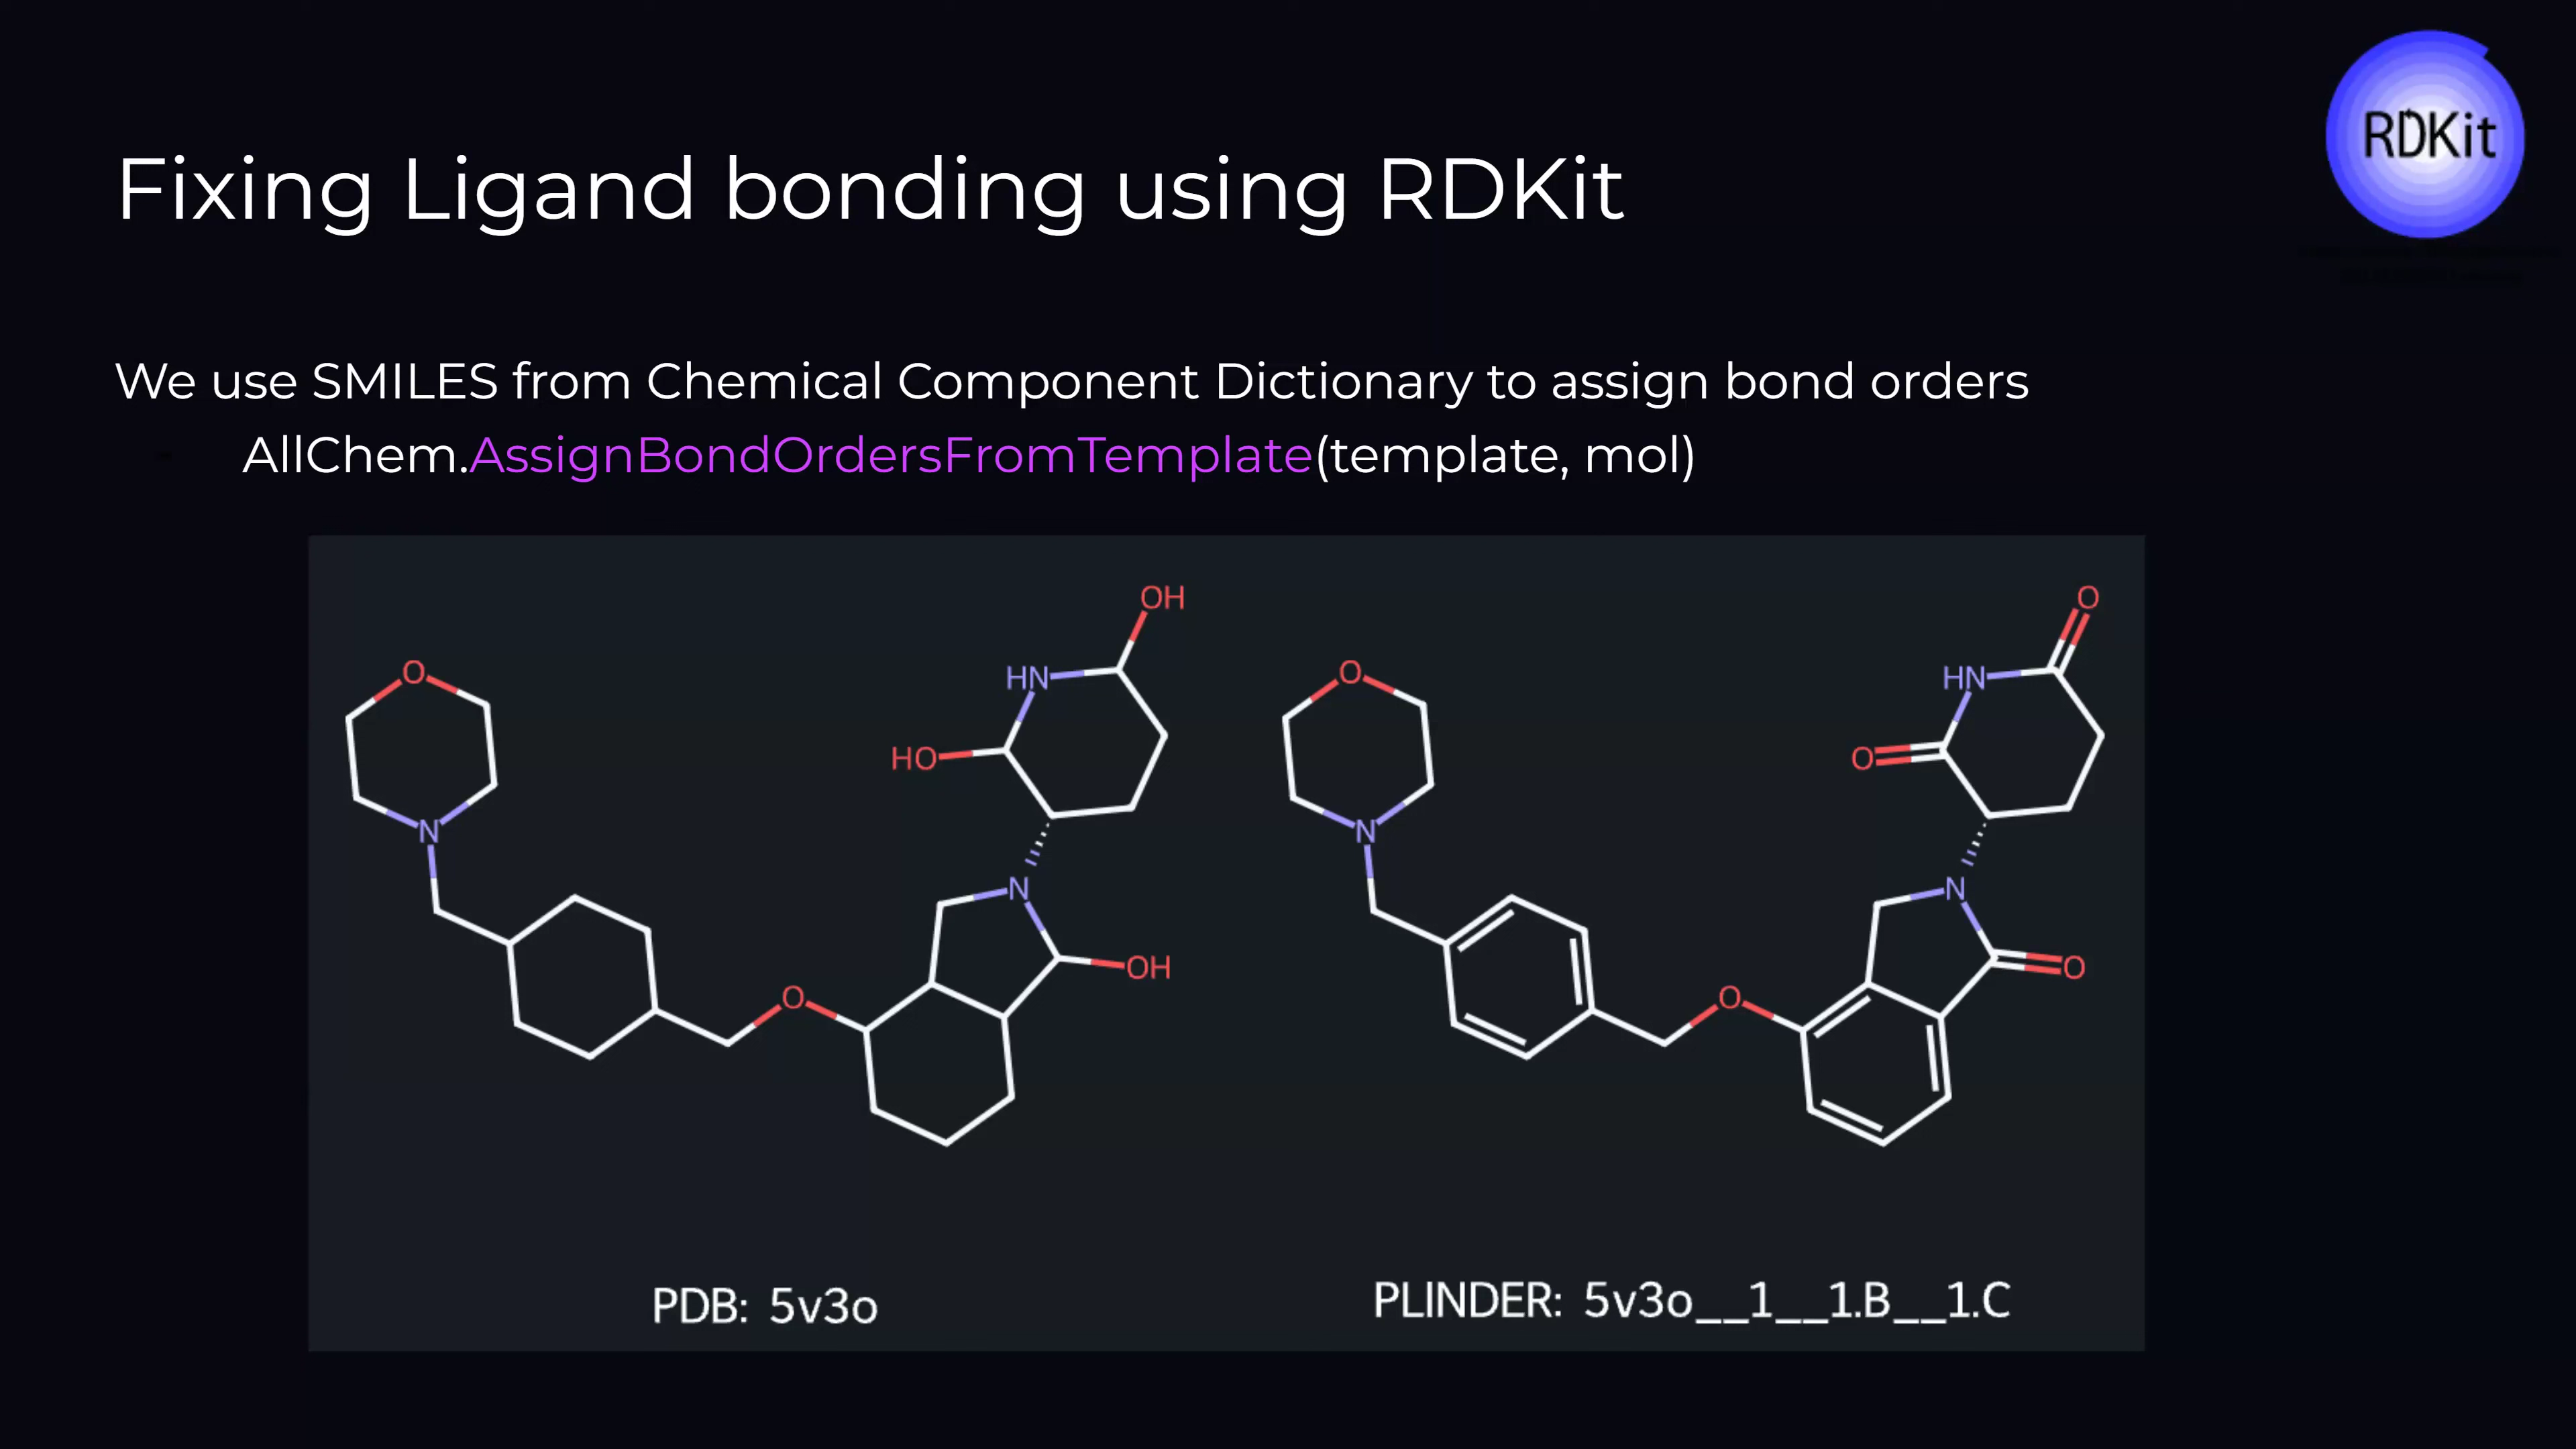 RDKit
Fixing Ligand bonding using RDKit
We use SMILES from Chemical Component Dictionary to assign bond orders
- AllChem.AssignBondOrdersFromTemplate(template, mol)
OH
O
HN
HO
N
N
OH
O
O
O
HN
O
N
N
O
O
PDB: 5v3o
PLINDER: 5v3o__1__1.B__1.C